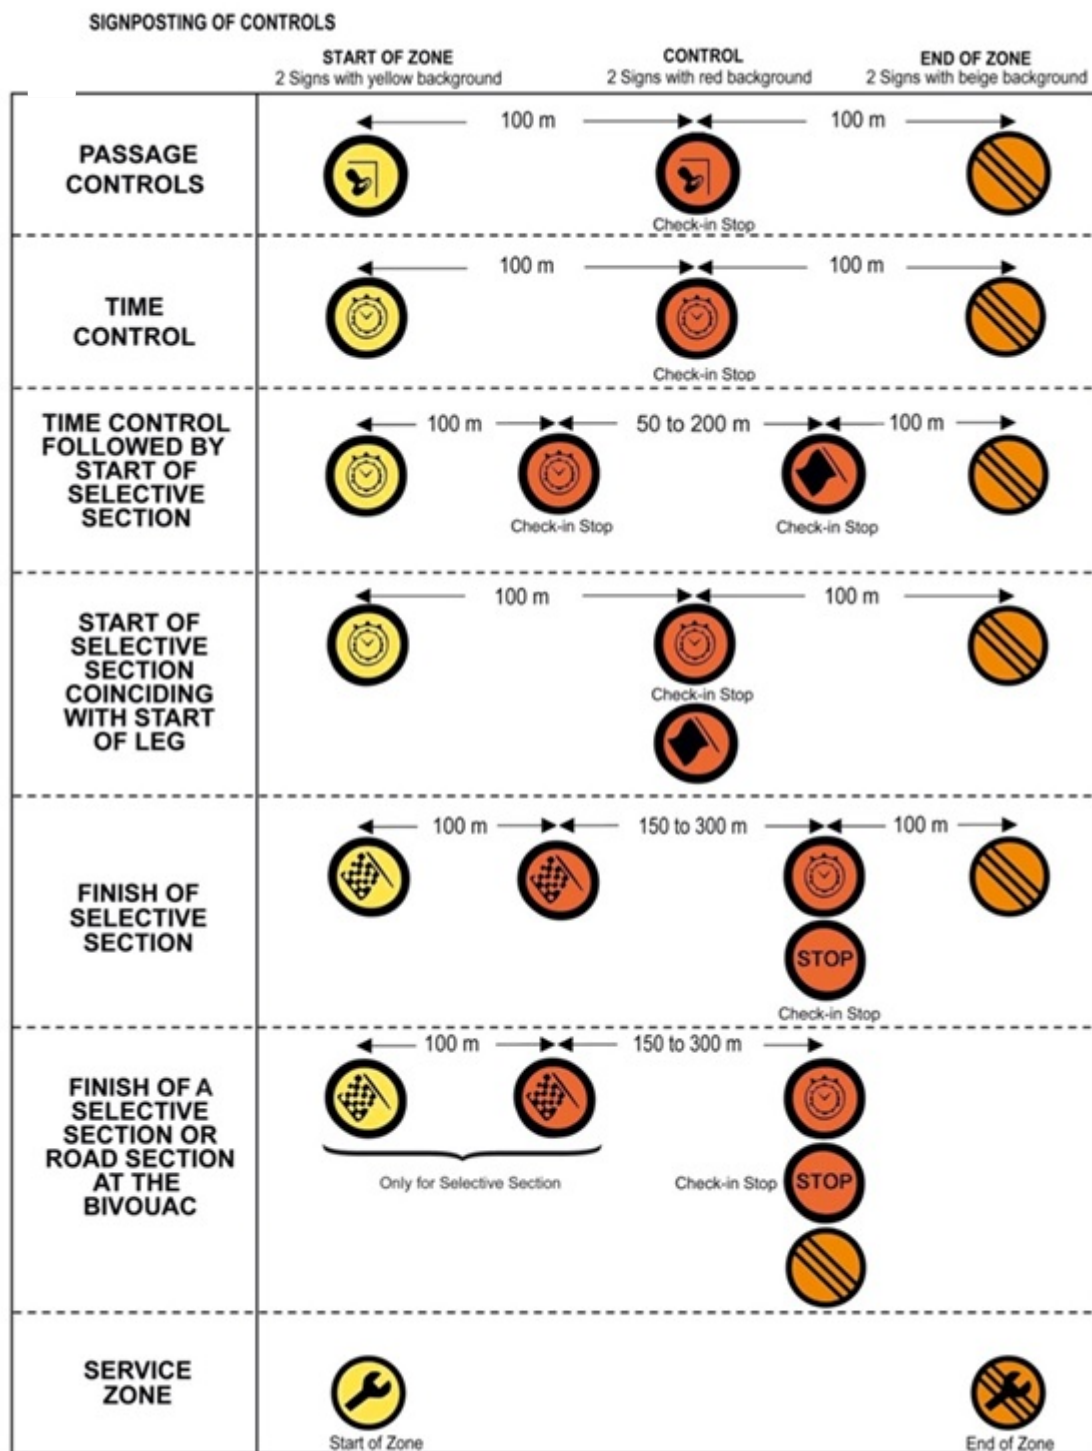 SIGNPOSTING OF CONTROLS
START OF ZONE
2 Signs with yellow background
CONTROL
2 Signs with red background
END OF ZONE
2 Signs with beige background
PASSAGE
CONTROLS
100 m
100 m
Check-in Stop
TIME
CONTROL
100 m
100 m
Check-in Stop
TIME CONTROL
FOLLOWED BY
START OF
SELECTIVE
SECTION
100 m
50 to 200 m
100 m
Check-in Stop
Check-in Stop
START OF
SELECTIVE
SECTION
COINCIDING
WITH START
OF LEG
100 m
100 m
Check-in Stop
FINISH OF
SELECTIVE
SECTION
100 m
150 to 300 m
100 m
STOP
Check-in Stop
FINISH OF A
SELECTIVE
SECTION OR
ROAD SECTION
AT THE
BIVOUAC
100 m
150 to 300 m
Only for Selective Section
Check-in Stop
STOP
SERVICE
ZONE
Start of Zone
End of Zone